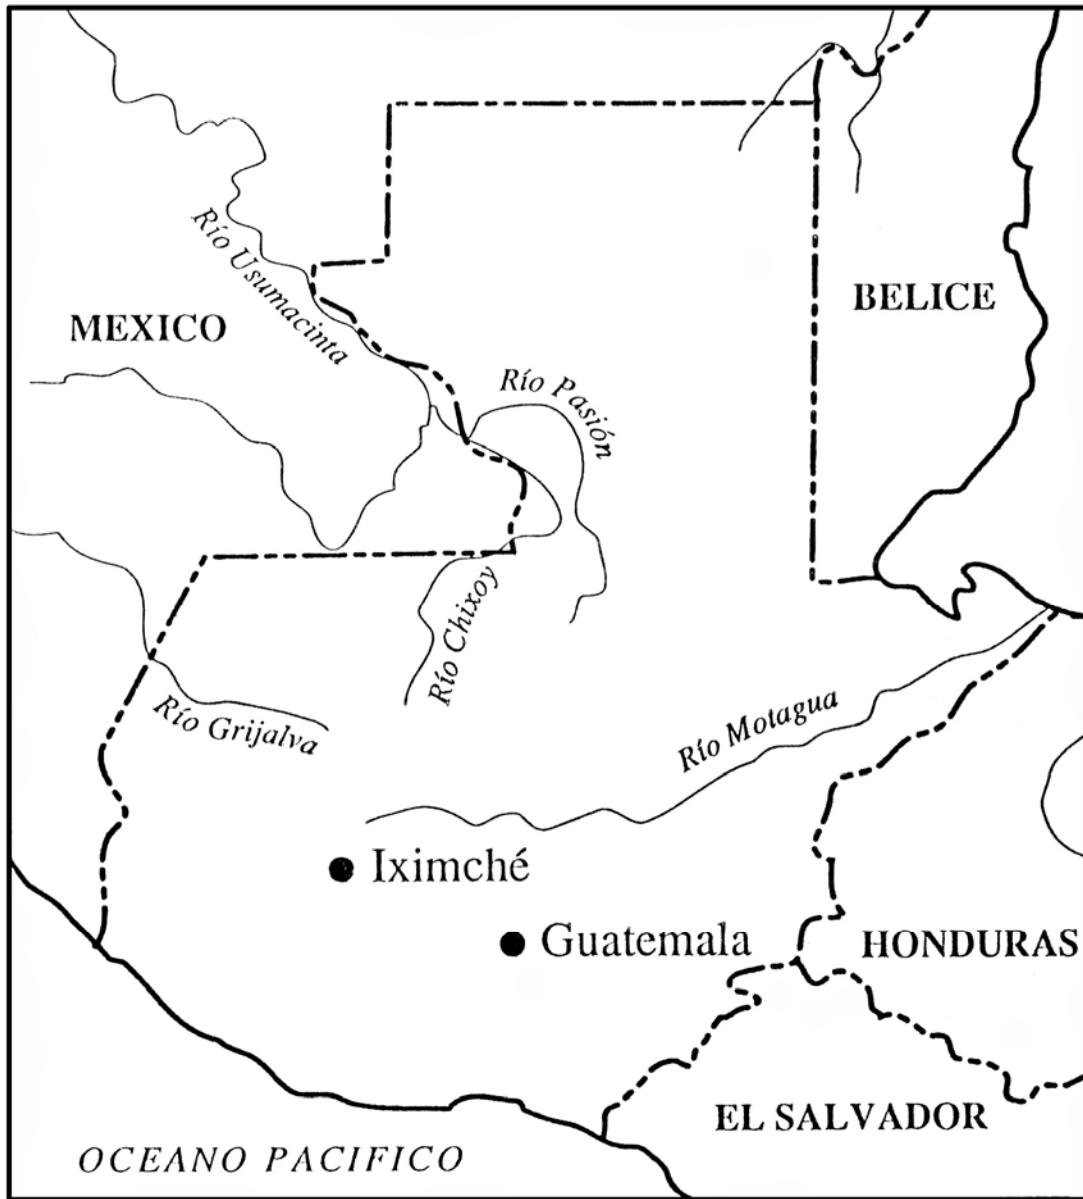 Río Usumacinta
BELICE
MEXICO
Río Pasión
Río Chixoy
Río Grijalva
Río Motagua
Iximché
Guatemala
HONDURAS
EL SALVADOR
OCEANO PACIFICO